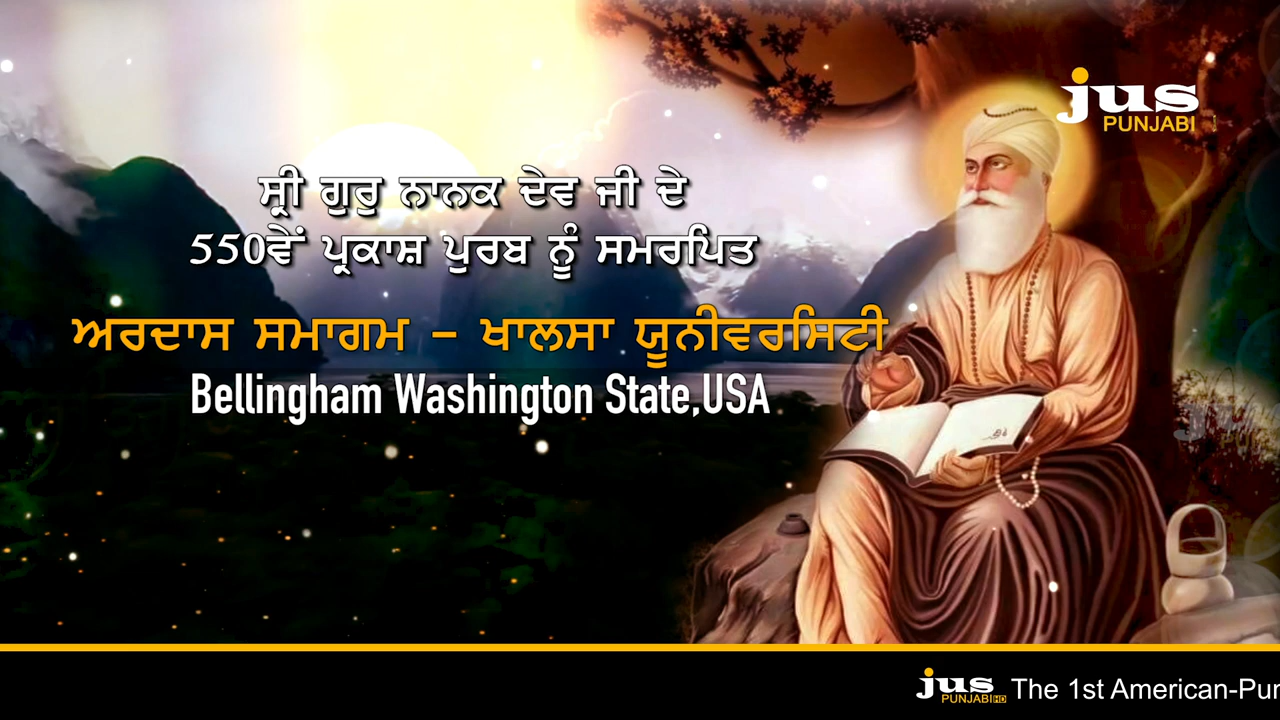 jus
PUNJABI
ਸ੍ਰੀ ਗੁਰੂ ਨਾਨਕ ਦੇਵ ਜੀ ਦੇ
550ਵੇਂ ਪ੍ਰਕਾਸ਼ ਪੁਰਬ ਨੂੰ ਸਮਰਪਿਤ
ਅਰਦਾਸ ਸਮਾਗਮ – ਖਾਲਸਾ ਯੂਨੀਵਰਸਿਟੀ
Bellingham Washington State,USA
jus
PUNJABI HD
The 1st American-Pun